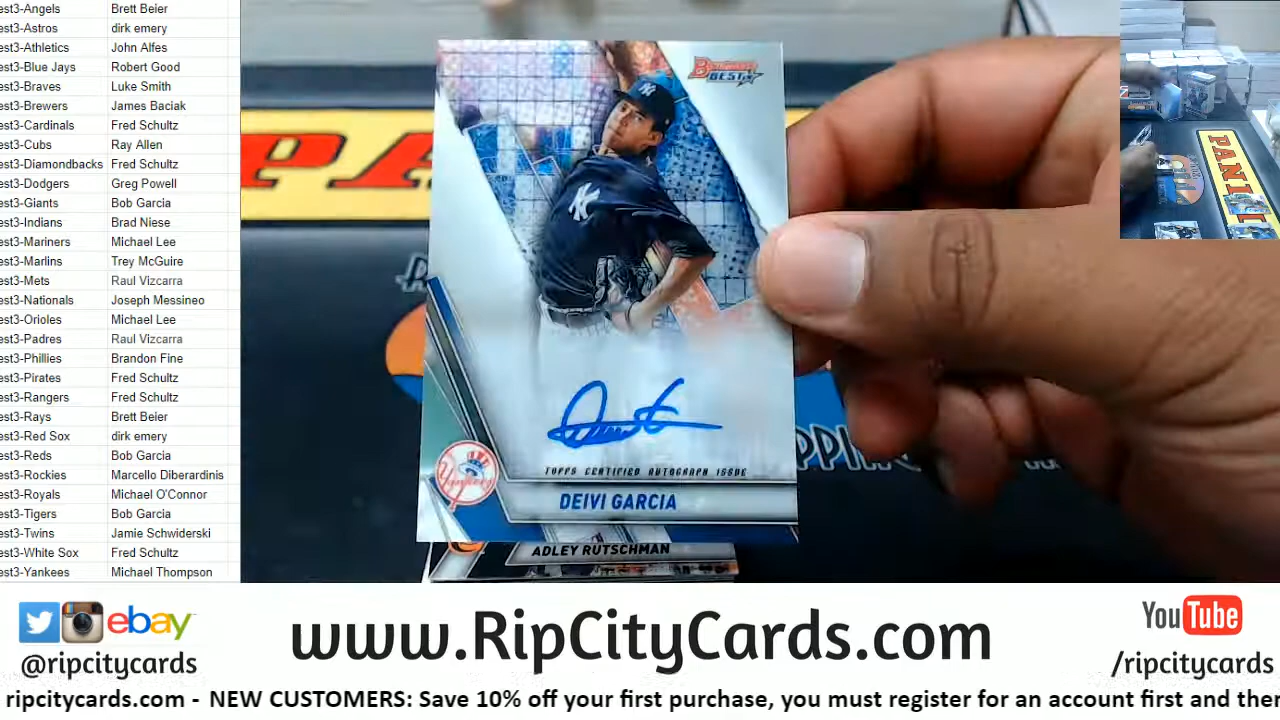 est3-Angels Brett Beier
est3-Astros dirk emery
est3-Athletics John Alfes
est3-Blue Jays Robert Good
est3-Braves Luke Smith
est3-Brewers James Baciak
est3-Cardinals Fred Schultz
est3-Cubs Ray Allen
est3-Diamondbacks Fred Schultz
est3-Dodgers Greg Powell
est3-Giants Bob Garcia
est3-Indians Brad Niese
est3-Mariners Michael Lee
est3-Marlins Trey McGuire
est3-Mets Raul Vizcarra
est3-Nationals Joseph Messineo
est3-Orioles Michael Lee
est3-Padres Raul Vizcarra
est3-Phillies Brandon Fine
est3-Pirates Fred Schultz
est3-Rangers Fred Schultz
est3-Rays Brett Beier
est3-Red Sox dirk emery
est3-Reds Bob Garcia
est3-Rockies Marcello Diberardinis
est3-Royals Michael O'Connor
est3-Tigers Bob Garcia
est3-Twins Jamie Schwiderski
est3-White Sox Fred Schultz
est3-Yankees Michael Thompson
PA
Bowman's
BEST
NY
NY
TOPPS CERTIFIED AUTOGRAPH ISSUE
Yankees
DEIVI GARCIA
ADLEY RUTSCHMAN
PPIN
PANINI
ebay
@ripcitycards
www.RipCityCards.com
YouTube
/ripcitycards
ripcitycards.com - NEW CUSTOMERS: Save 10% off your first purchase, you must register for an account first and then